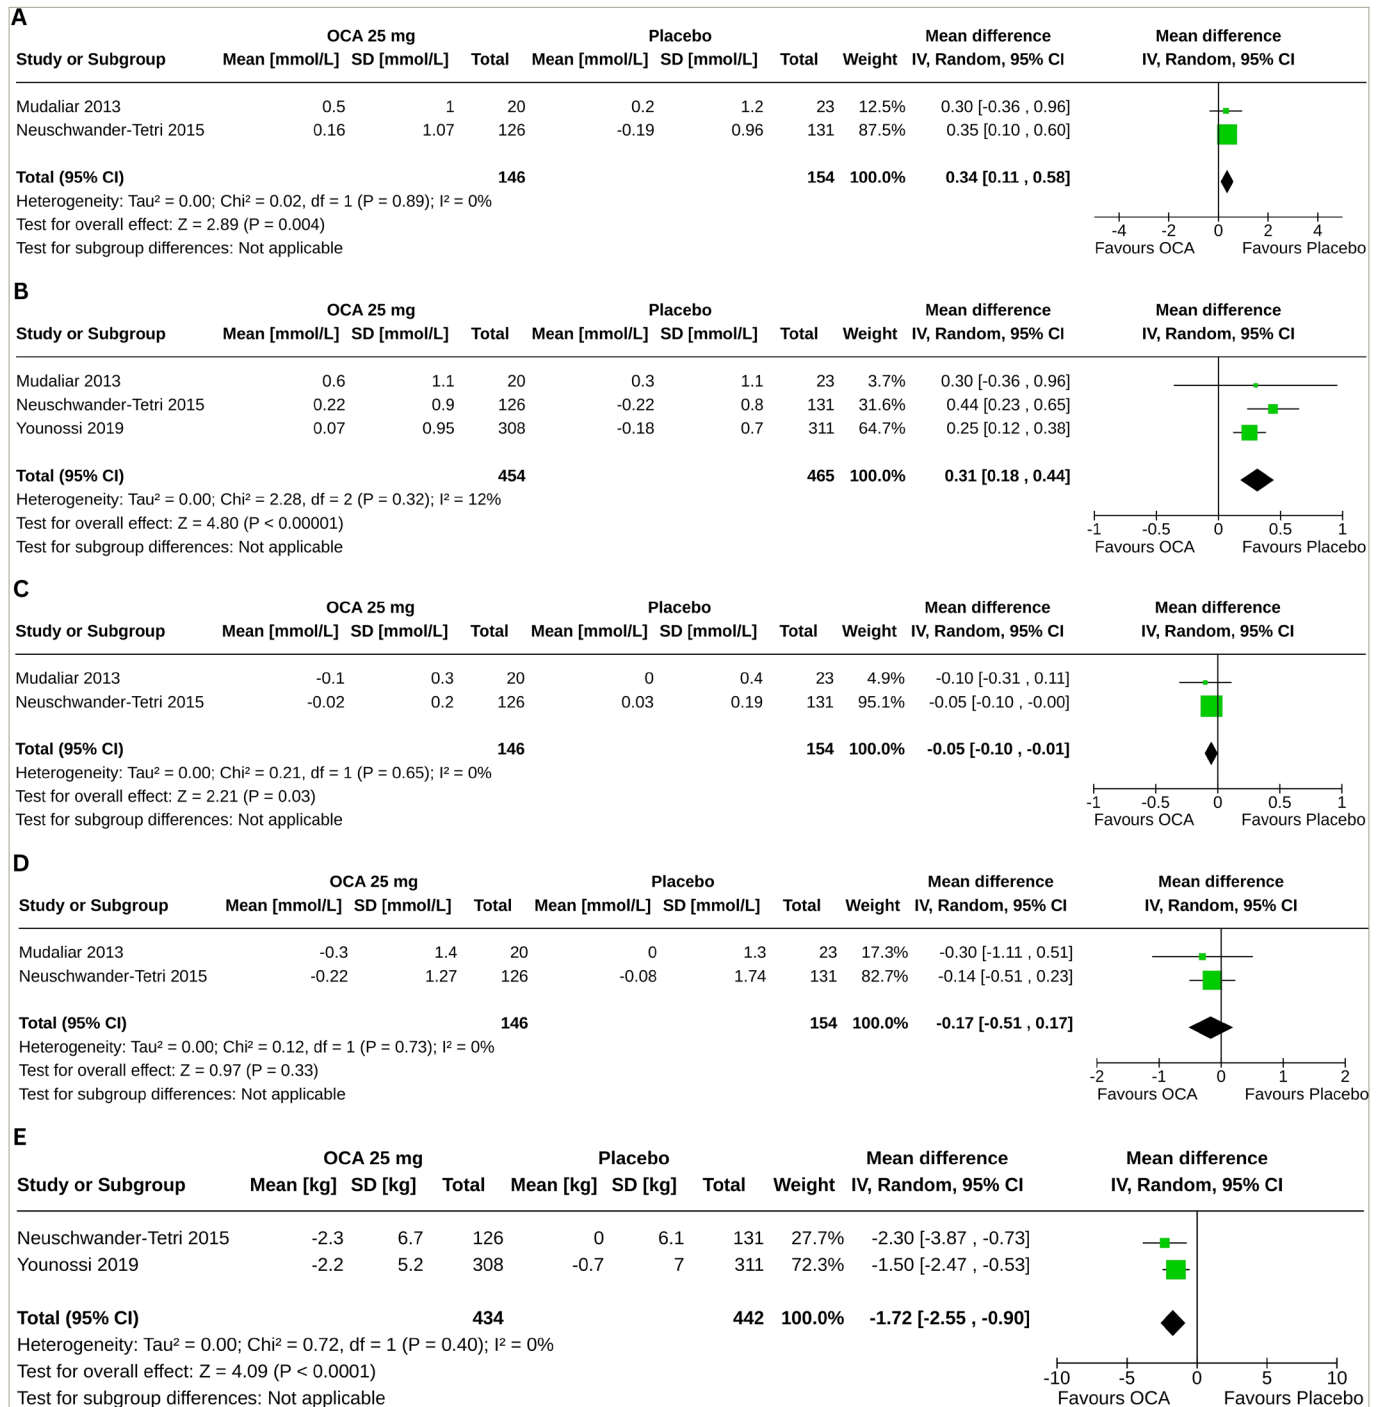 A
OCA 25 mg Placebo Mean difference Mean difference
Study or Subgroup Mean [mmol/L] SD [mmol/L] Total Mean [mmol/L] SD [mmol/L] Total Weight IV, Random, 95% CI IV, Random, 95% CI
Mudaliar 2013 0.5 1 20 0.2 1.2 23 12.5% 0.30 [-0.36 , 0.96]
Neuschwander-Tetri 2015 0.16 1.07 126 -0.19 0.96 131 87.5% 0.35 [0.10 , 0.60]
Total (95% CI) 146 154 100.0% 0.34 [0.11 , 0.58]
Heterogeneity: Tau² = 0.00; Chi² = 0.02, df = 1 (P = 0.89); I² = 0%
Test for overall effect: Z = 2.89 (P = 0.004)
-4 -2 0 2 4
Test for subgroup differences: Not applicable Favours OCA Favours Placebo
B
OCA 25 mg Placebo Mean difference Mean difference
Study or Subgroup Mean [mmol/L] SD [mmol/L] Total Mean [mmol/L] SD [mmol/L] Total Weight IV, Random, 95% CI IV, Random, 95% CI
Mudaliar 2013 0.6 1.1 20 0.3 1.1 23 3.7% 0.30 [-0.36 , 0.96]
Neuschwander-Tetri 2015 0.22 0.9 126 -0.22 0.8 131 31.6% 0.44 [0.23 , 0.65]
Younossi 2019 0.07 0.95 308 -0.18 0.7 311 64.7% 0.25 [0.12 , 0.38]
Total (95% CI) 454 465 100.0% 0.31 [0.18 , 0.44]
Heterogeneity: Tau² = 0.00; Chi² = 2.28, df = 2 (P = 0.32); I² = 12%
Test for overall effect: Z = 4.80 (P < 0.00001)
-1 -0.5 0 0.5 1
Test for subgroup differences: Not applicable Favours OCA Favours Placebo
C
OCA 25 mg Placebo Mean difference Mean difference
Study or Subgroup Mean [mmol/L] SD [mmol/L] Total Mean [mmol/L] SD [mmol/L] Total Weight IV, Random, 95% CI IV, Random, 95% CI
Mudaliar 2013 -0.1 0.3 20 0 0.4 23 4.9% -0.10 [-0.31 , 0.11]
Neuschwander-Tetri 2015 -0.02 0.2 126 0.03 0.19 131 95.1% -0.05 [-0.10 , -0.00]
Total (95% CI) 146 154 100.0% -0.05 [-0.10 , -0.01]
Heterogeneity: Tau² = 0.00; Chi² = 0.21, df = 1 (P = 0.65); I² = 0%
Test for overall effect: Z = 2.21 (P = 0.03)
-1 -0.5 0 0.5 1
Test for subgroup differences: Not applicable Favours OCA Favours Placebo
D
OCA 25 mg Placebo Mean difference Mean difference
Study or Subgroup Mean [mmol/L] SD [mmol/L] Total Mean [mmol/L] SD [mmol/L] Total Weight IV, Random, 95% CI IV, Random, 95% CI
Mudaliar 2013 -0.3 1.4 20 0 1.3 23 17.3% -0.30 [-1.11 , 0.51]
Neuschwander-Tetri 2015 -0.22 1.27 126 -0.08 1.74 131 82.7% -0.14 [-0.51 , 0.23]
Total (95% CI) 146 154 100.0% -0.17 [-0.51 , 0.17]
Heterogeneity: Tau² = 0.00; Chi² = 0.12, df = 1 (P = 0.73); I² = 0%
Test for overall effect: Z = 0.97 (P = 0.33)
-2 -1 0 1 2
Test for subgroup differences: Not applicable Favours OCA Favours Placebo
E
OCA 25 mg Placebo Mean difference Mean difference
Study or Subgroup Mean [kg] SD [kg] Total Mean [kg] SD [kg] Total Weight IV, Random, 95% CI IV, Random, 95% CI
Neuschwander-Tetri 2015 -2.3 6.7 126 0 6.1 131 27.7% -2.30 [-3.87 , -0.73]
Younossi 2019 -2.2 5.2 308 -0.7 7 311 72.3% -1.50 [-2.47 , -0.53]
Total (95% CI) 434 442 100.0% -1.72 [-2.55 , -0.90]
Heterogeneity: Tau² = 0.00; Chi² = 0.72, df = 1 (P = 0.40); I² = 0%
Test for overall effect: Z = 4.09 (P < 0.0001)
-10 -5 0 5 10
Test for subgroup differences: Not applicable Favours OCA Favours Placebo